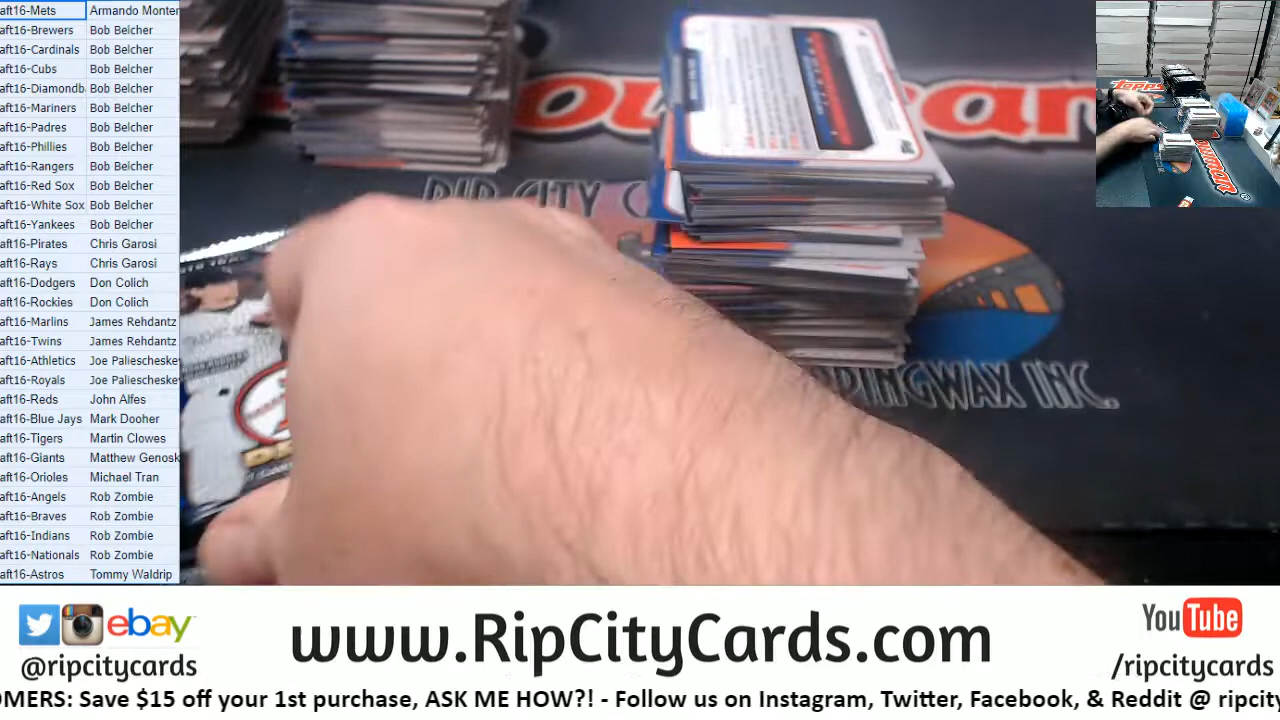 aft16-Mets Armando Monter
aft16-Brewers Bob Belcher
aft16-Cardinals Bob Belcher
aft16-Cubs Bob Belcher
aft16-Diamondb Bob Belcher
aft16-Mariners Bob Belcher
aft16-Padres Bob Belcher
aft16-Phillies Bob Belcher
aft16-Rangers Bob Belcher
aft16-Red Sox Bob Belcher
aft16-White Sox Bob Belcher
aft16-Yankees Bob Belcher
aft16-Pirates Chris Garosi
aft16-Rays Chris Garosi
aft16-Dodgers Don Colich
aft16-Rockies Don Colich
aft16-Marlins James Rehdantz
aft16-Twins James Rehdantz
aft16-Athletics Joe Paliescheske
aft16-Royals Joe Paliescheske
aft16-Reds John Alfes
aft16-Blue Jays Mark Dooher
aft16-Tigers Martin Clowes
aft16-Giants Matthew Genosk
aft16-Orioles Michael Tran
aft16-Angels Rob Zombie
aft16-Braves Rob Zombie
aft16-Indians Rob Zombie
aft16-Nationals Rob Zombie
aft16-Astros Tommy Waldrip
RIP CITY C
PINGWAX INC.
topps
ebay
@ripcitycards
www.RipCityCards.com
YouTube
/ripcitycards
OMERS: Save $15 off your 1st purchase, ASK ME HOW?! - Follow us on Instagram, Twitter, Facebook, & Reddit @ ripcity